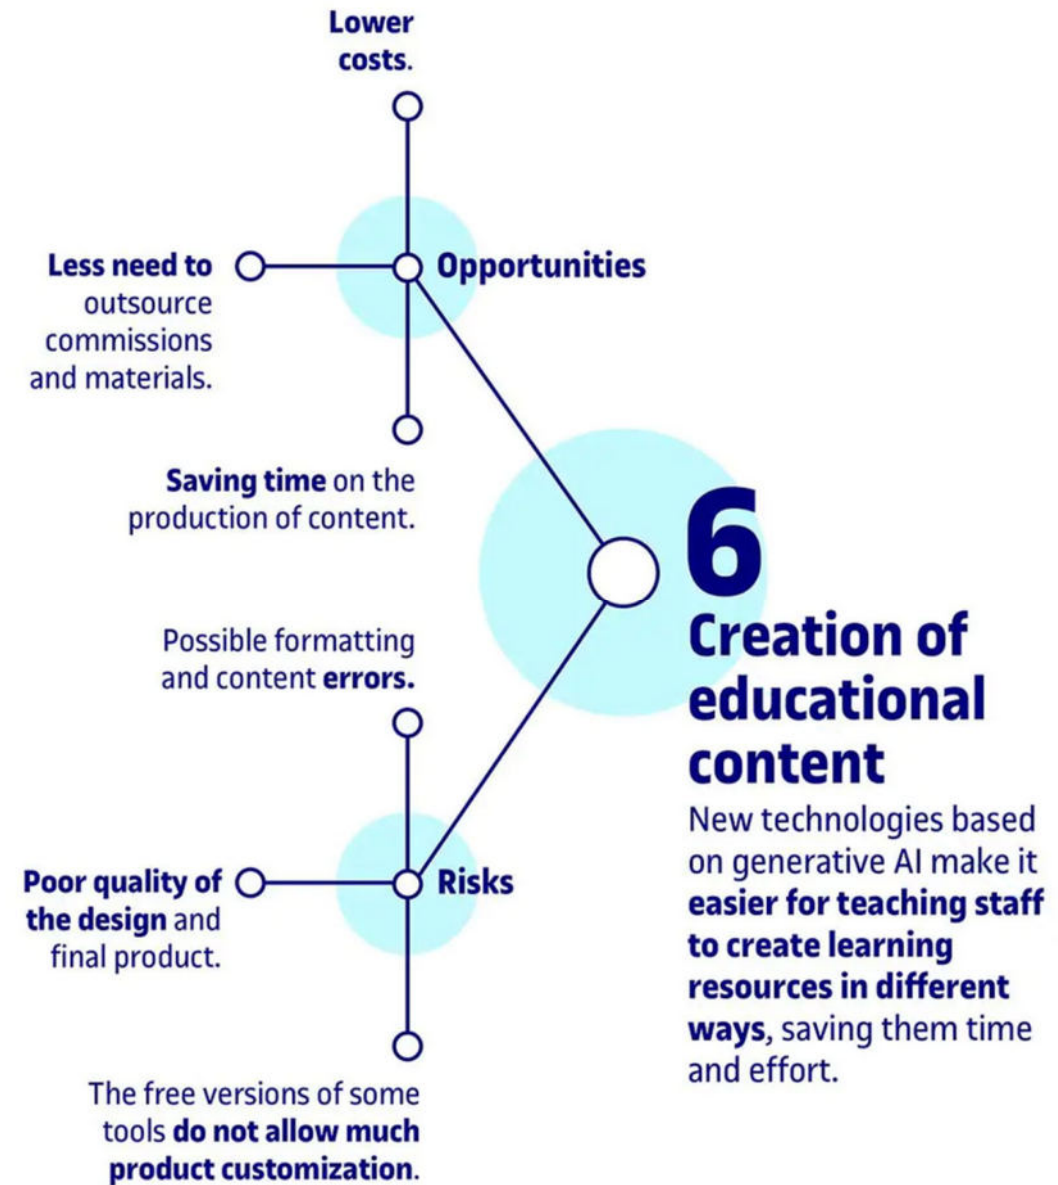 Lower
costs.
Opportunities
Less need to
outsource
commissions
and materials.
Saving time on the
production of content.
6
Creation of
educational
content
New technologies based
on generative AI make it
easier for teaching staff
to create learning
resources in different
ways, saving them time
and effort.
Possible formatting
and content errors.
Risks
Poor quality of
the design and
final product.
The free versions of some
tools do not allow much
product customization.